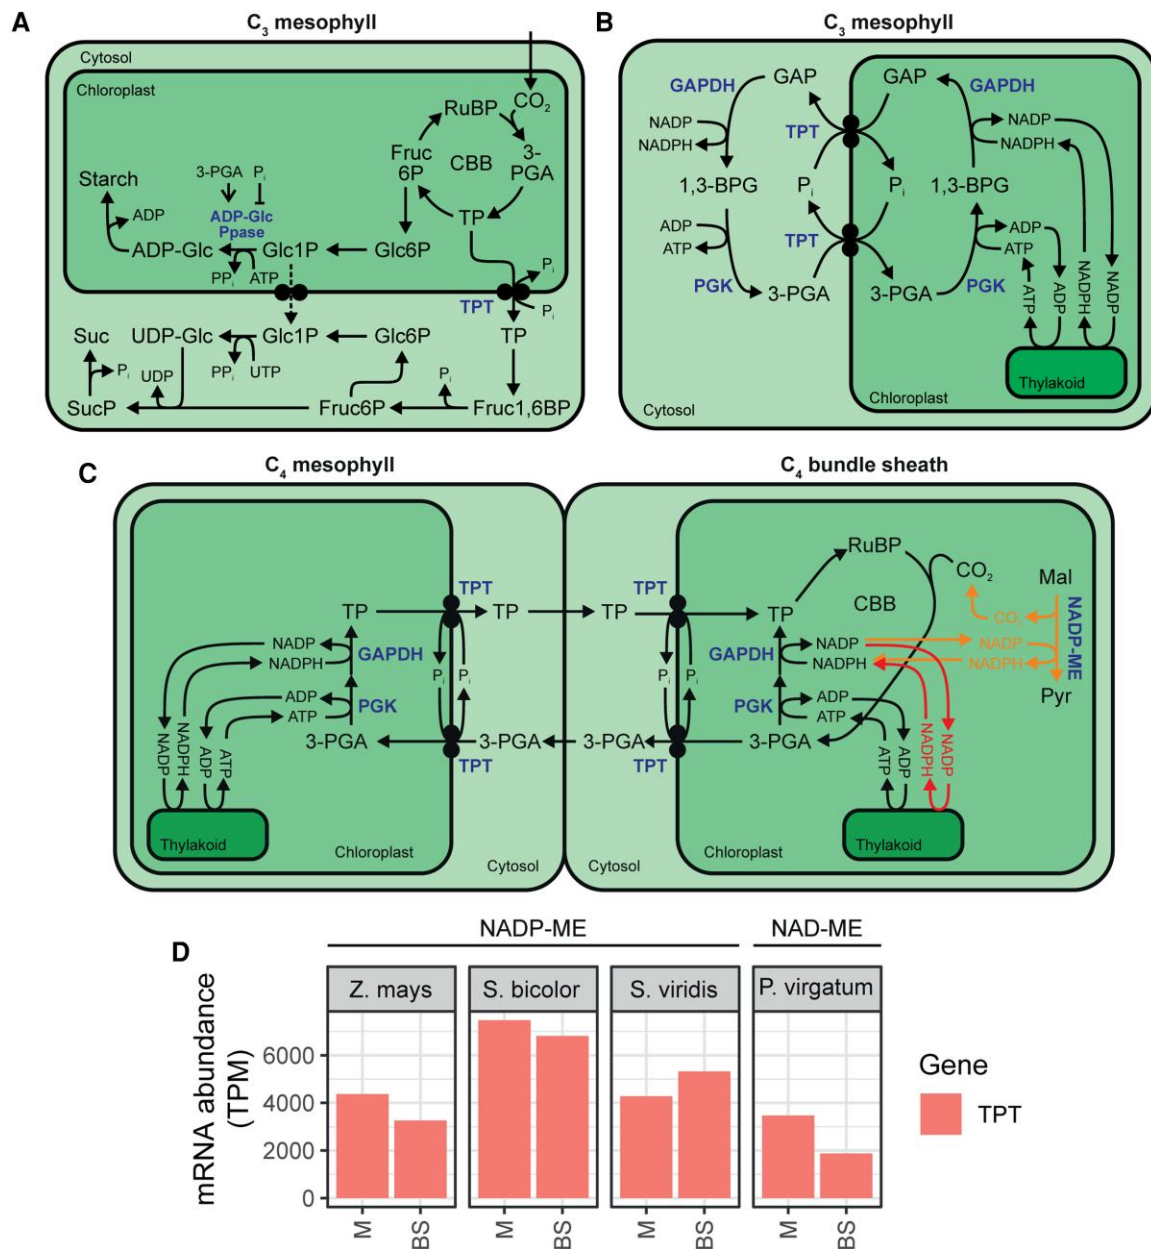 A
C₃ mesophyll
Cytosol
Chloroplast
RuBP
CO₂
Fruc
6P
CBB
3-
PGA
TP
Starch
3-PGA
Pᵢ
ADP
ADP-Glc
Ppase
ADP-Glc
Glc1P
Glc6P
PPᵢ
ATP
Pᵢ
TPT
Pᵢ
Suc
UDP-Glc
Glc1P
Glc6P
TP
Pᵢ
UDP
PPᵢ
UTP
Pᵢ
SucP
Fruc6P
Fruc1,6BP
B
C₃ mesophyll
GAPDH
GAP
GAP
GAPDH
NADP
NADPH
TPT
NADP
NADPH
1,3-BPG
Pᵢ
Pᵢ
1,3-BPG
ADP
ATP
TPT
ADP
ATP
PGK
3-PGA
3-PGA
PGK
ATP
ADP
NADPH
NADP
Thylakoid
Cytosol
Chloroplast
C
C₄ mesophyll
TPT
TP
TP
NADP
NADPH
GAPDH
Pᵢ
Pᵢ
ADP
ATP
PGK
3-PGA
3-PGA
TPT
NADP
NADPH
ADP
ATP
Thylakoid
Chloroplast
Cytosol
C₄ bundle sheath
RuBP
CO₂
Mal
TPT
TP
TP
CBB
CO₂
NADP-ME
GAPDH
NADP
NADPH
NADP
NADPH
Pᵢ
Pᵢ
PGK
ADP
ATP
Pyr
3-PGA
3-PGA
TPT
ATP
ADP
NADPH
NADP
Thylakoid
Cytosol
Chloroplast
D
NADP-ME
NAD-ME
Z. mays
S. bicolor
S. viridis
P. virgatum
mRNA abundance
(TPM)
6000
4000
2000
0
M
BS
M
BS
M
BS
M
BS
Gene
TPT